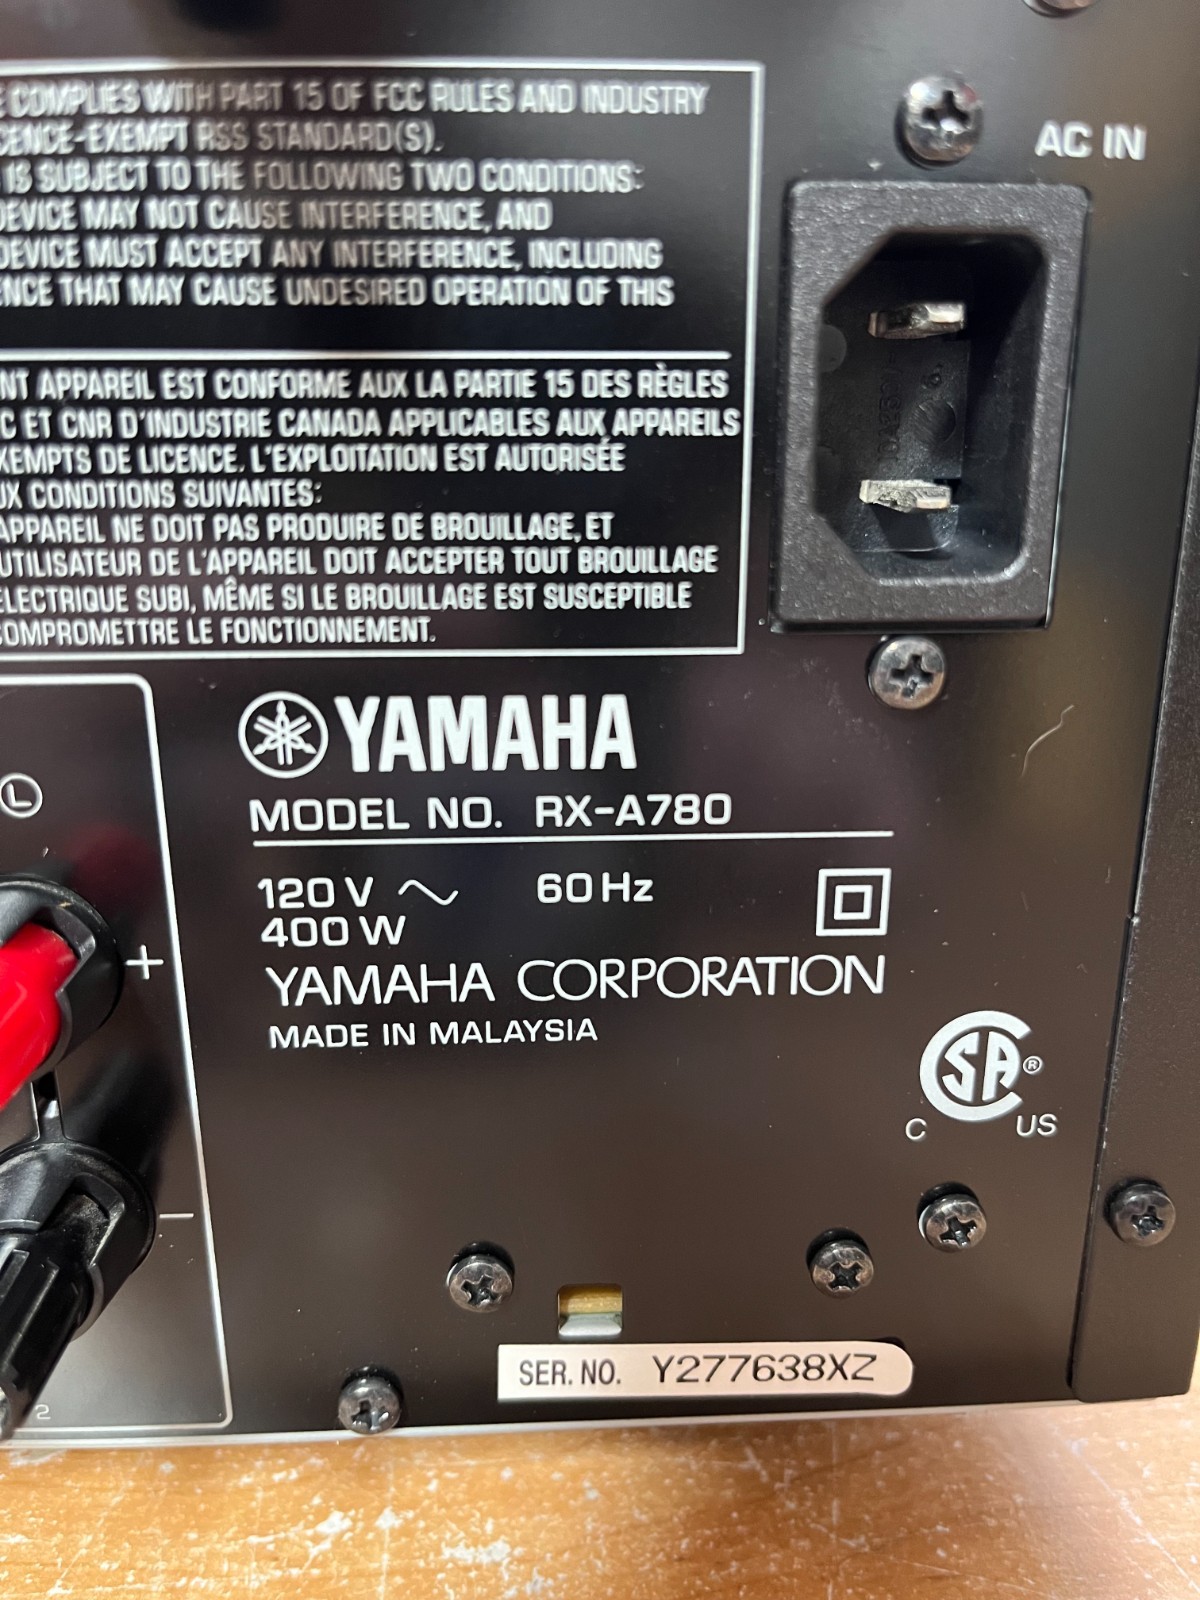 COMPLIES WITH PART 15 OF FCC RULES AND INDUSTRY
CENCE-EXEMPT RSS STANDARD(S).
IS SUBJECT TO THE FOLLOWING TWO CONDITIONS:
DEVICE MAY NOT CAUSE INTERFERENCE, AND
DEVICE MUST ACCEPT ANY INTERFERENCE, INCLUDING
ENCE THAT MAY CAUSE UNDESIRED OPERATION OF THIS
NT APPAREIL EST CONFORME AUX LA PARTIE 15 DES RÈGLES
C ET CNR D'INDUSTRIE CANADA APPLICABLES AUX APPAREILS
XEMPTS DE LICENCE. L'EXPLOITATION EST AUTORISÉE
UX CONDITIONS SUIVANTES:
APPAREIL NE DOIT PAS PRODUIRE DE BROUILLAGE, ET
UTILISATEUR DE L'APPAREIL DOIT ACCEPTER TOUT BROUILLAGE
ELECTRIQUE SUBI, MÊME SI LE BROUILLAGE EST SUSCEPTIBLE
COMPROMETTRE LE FONCTIONNEMENT.
AC IN
YAMAHA
MODEL NO. RX-A780
120 V ~ 60 Hz
400 W
YAMAHA CORPORATION
MADE IN MALAYSIA
L
+
−
2
CSA ®
C US
SER. NO. Y277638XZ